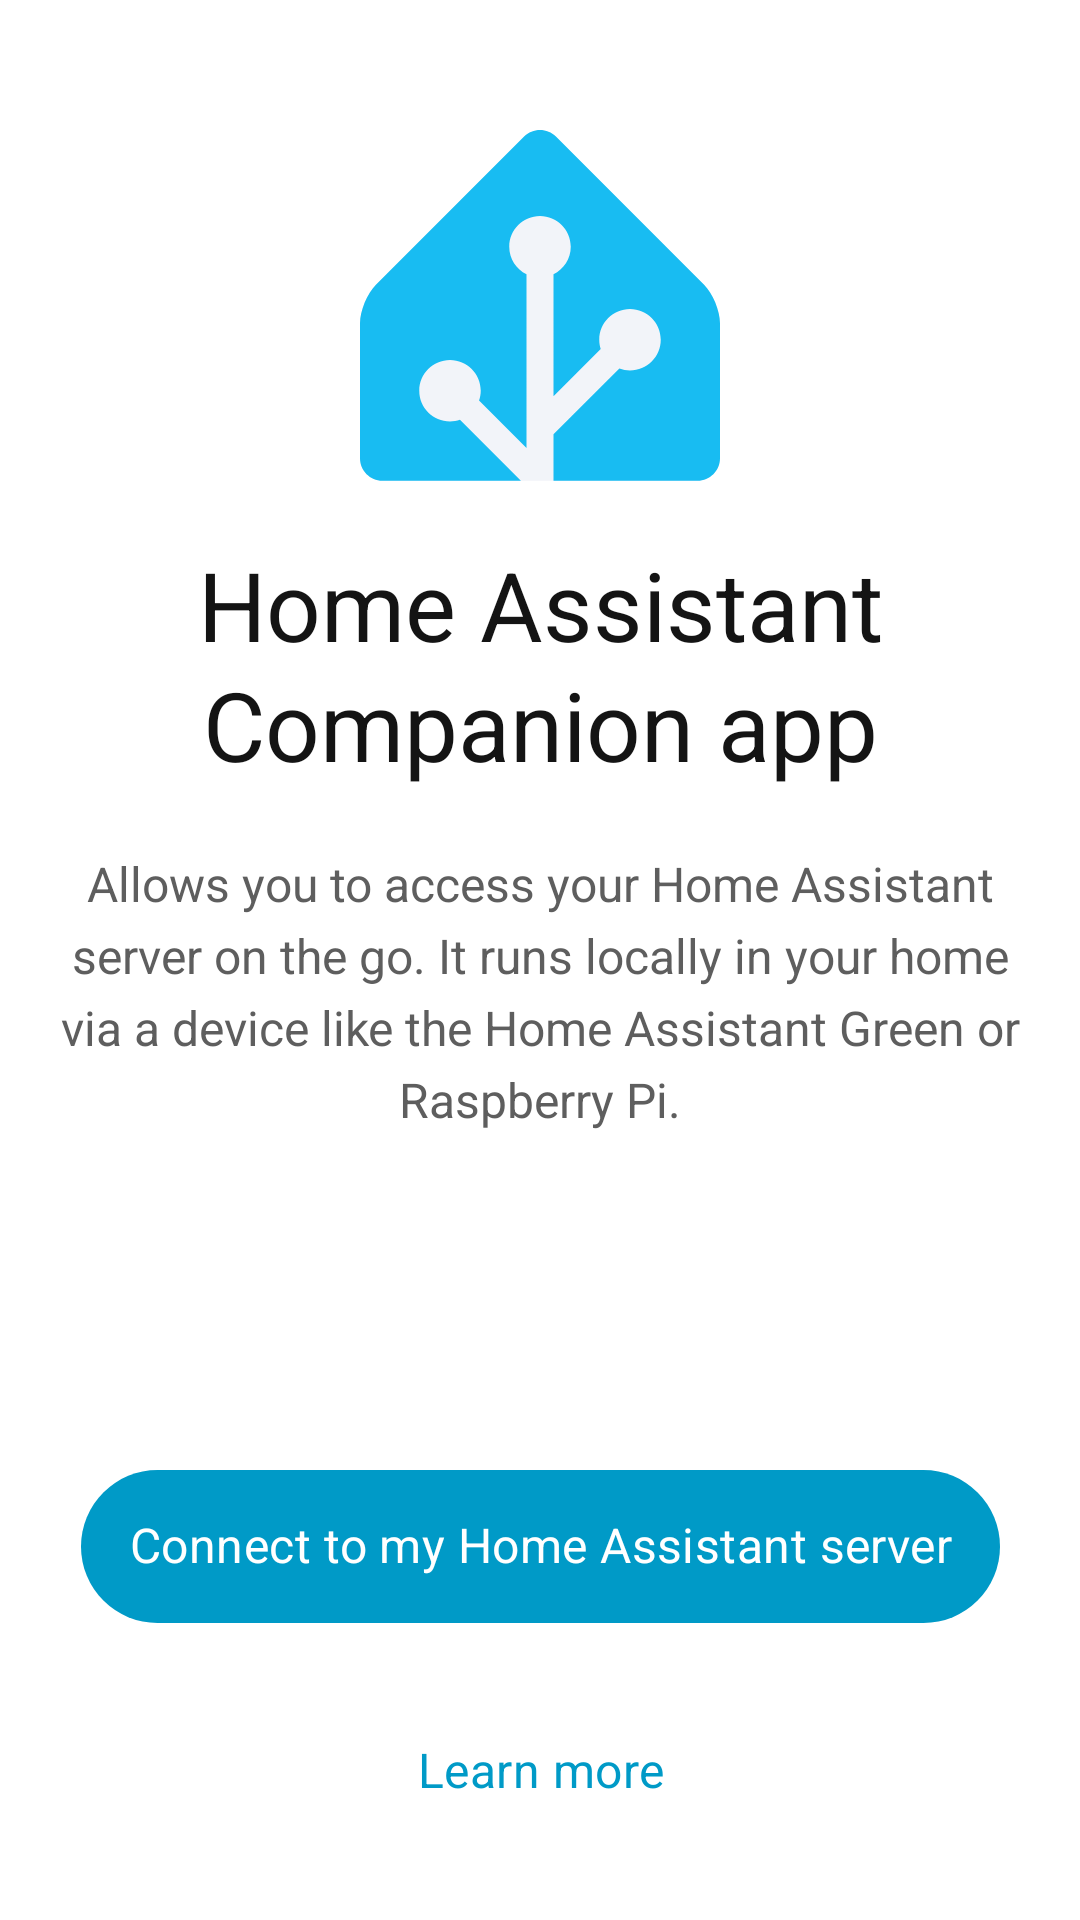 Home Assistant
Companion app
Allows you to access your Home Assistant
server on the go. It runs locally in your home
via a device like the Home Assistant Green or
Raspberry Pi.
Connect to my Home Assistant server
Learn more